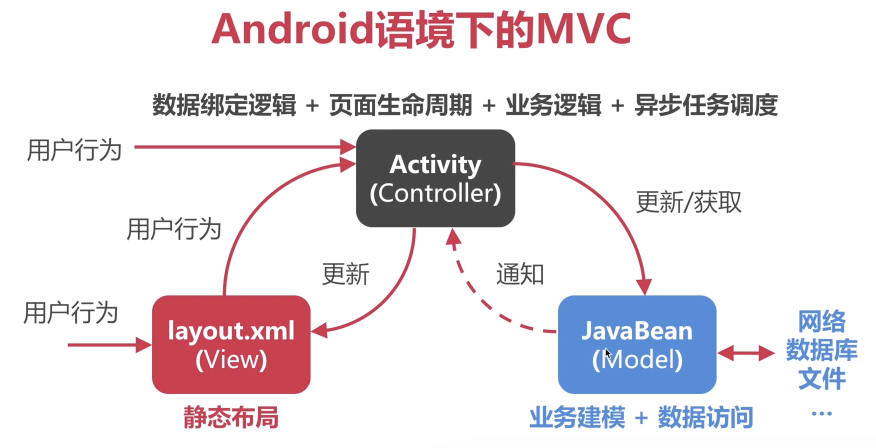 Android语境下的MVC
数据绑定逻辑 + 页面生命周期 + 业务逻辑 + 异步任务调度
用户行为
Activity
(Controller)
更新/获取
用户行为
更新
通知
用户行为
layout.xml
(View)
JavaBean
(Model)
网络
数据库
文件
...
静态布局
业务建模 + 数据访问